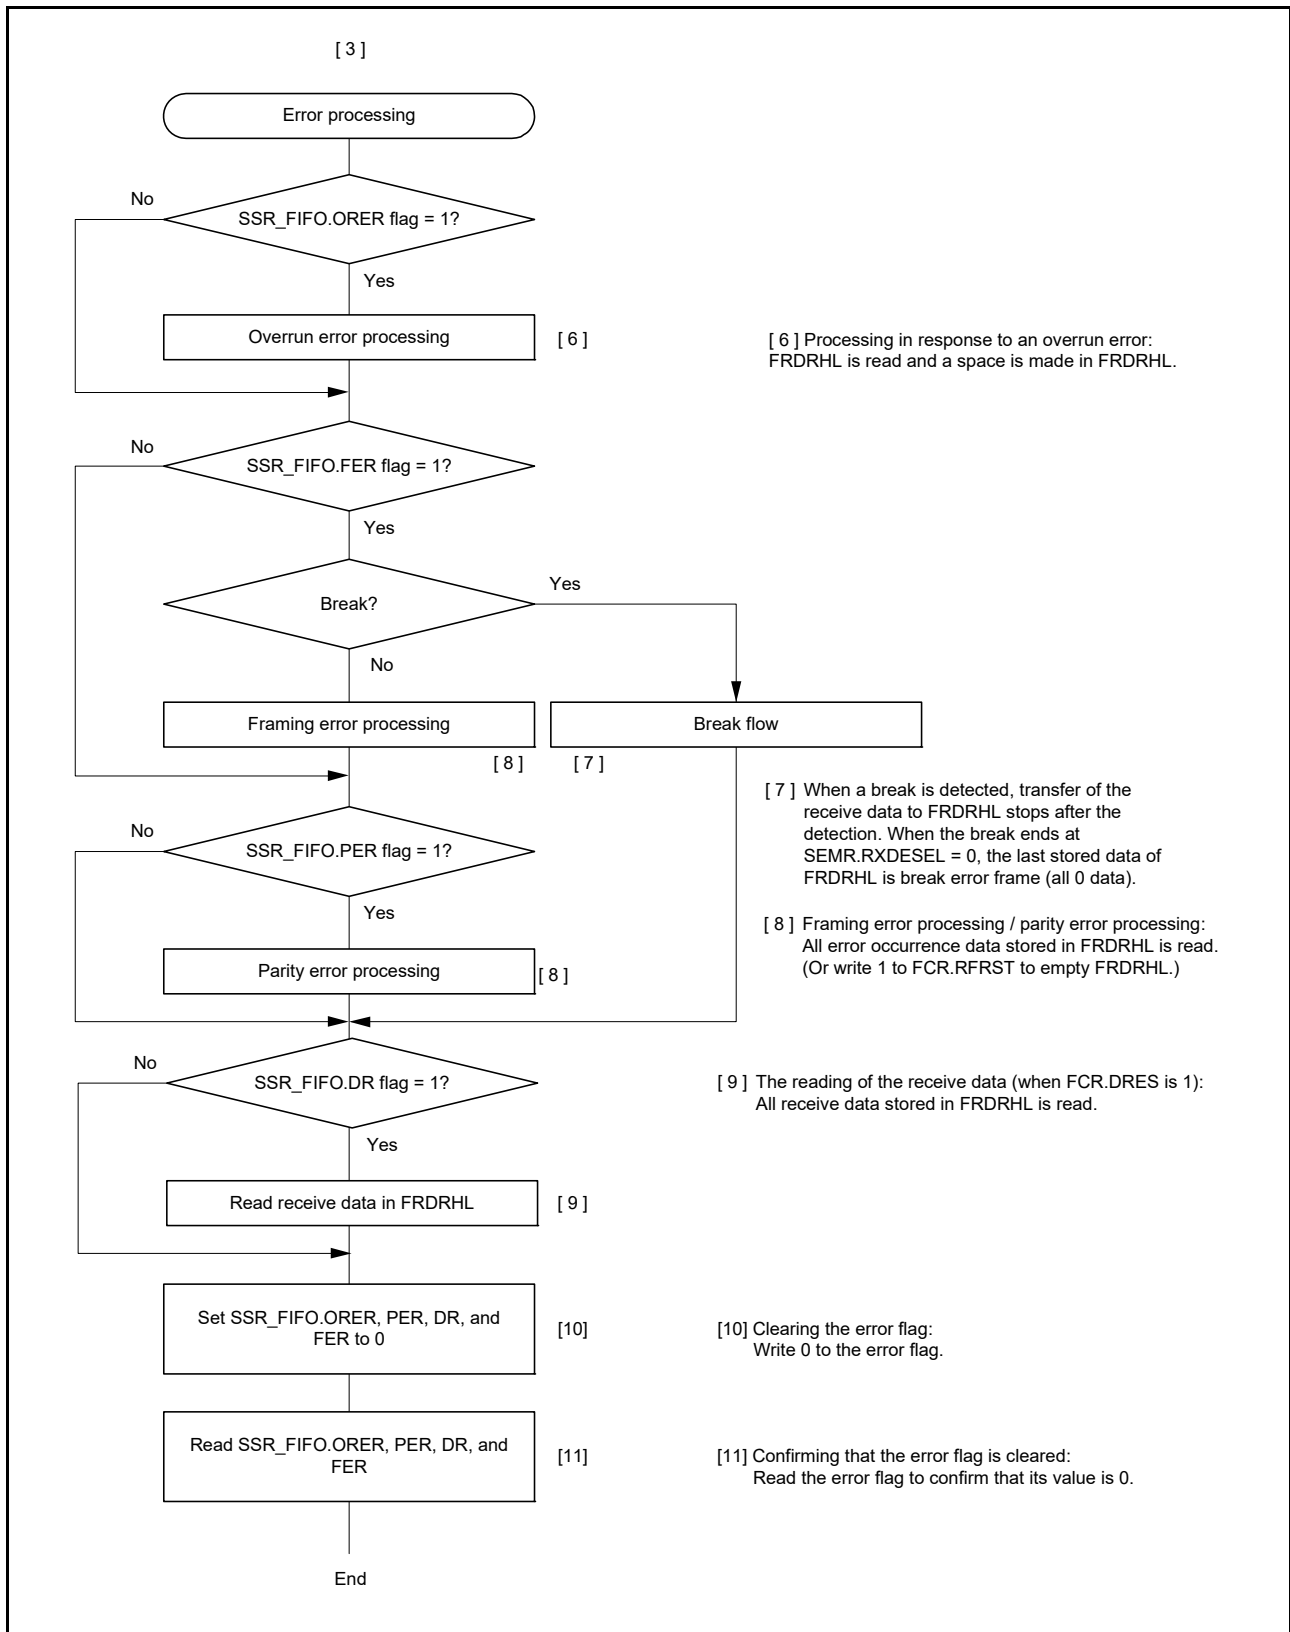 [ 3 ]
Error processing
No
SSR_FIFO.ORER flag = 1?
Yes
Overrun error processing
[ 6 ]
[ 6 ] Processing in response to an overrun error:
FRDRHL is read and a space is made in FRDRHL.
No
SSR_FIFO.FER flag = 1?
Yes
Break?
Yes
No
Framing error processing
Break flow
[ 8 ]
[ 7 ]
[ 7 ] When a break is detected, transfer of the
receive data to FRDRHL stops after the
detection. When the break ends at
SEMR.RXDESEL = 0, the last stored data of
FRDRHL is break error frame (all 0 data).
No
SSR_FIFO.PER flag = 1?
Yes
[ 8 ] Framing error processing / parity error processing:
All error occurrence data stored in FRDRHL is read.
(Or write 1 to FCR.RFRST to empty FRDRHL.)
Parity error processing
[ 8 ]
No
SSR_FIFO.DR flag = 1?
Yes
[ 9 ] The reading of the receive data (when FCR.DRES is 1):
All receive data stored in FRDRHL is read.
Read receive data in FRDRHL
[ 9 ]
Set SSR_FIFO.ORER, PER, DR, and
FER to 0
[10]
[10] Clearing the error flag:
Write 0 to the error flag.
Read SSR_FIFO.ORER, PER, DR, and
FER
[11]
[11] Confirming that the error flag is cleared:
Read the error flag to confirm that its value is 0.
End